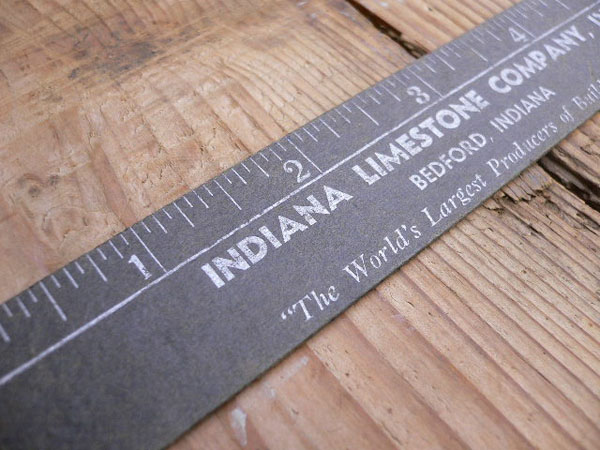 1 2 3 4
INDIANA LIMESTONE COMPANY,
BEDFORD, INDIANA
"The World's Largest Producers of